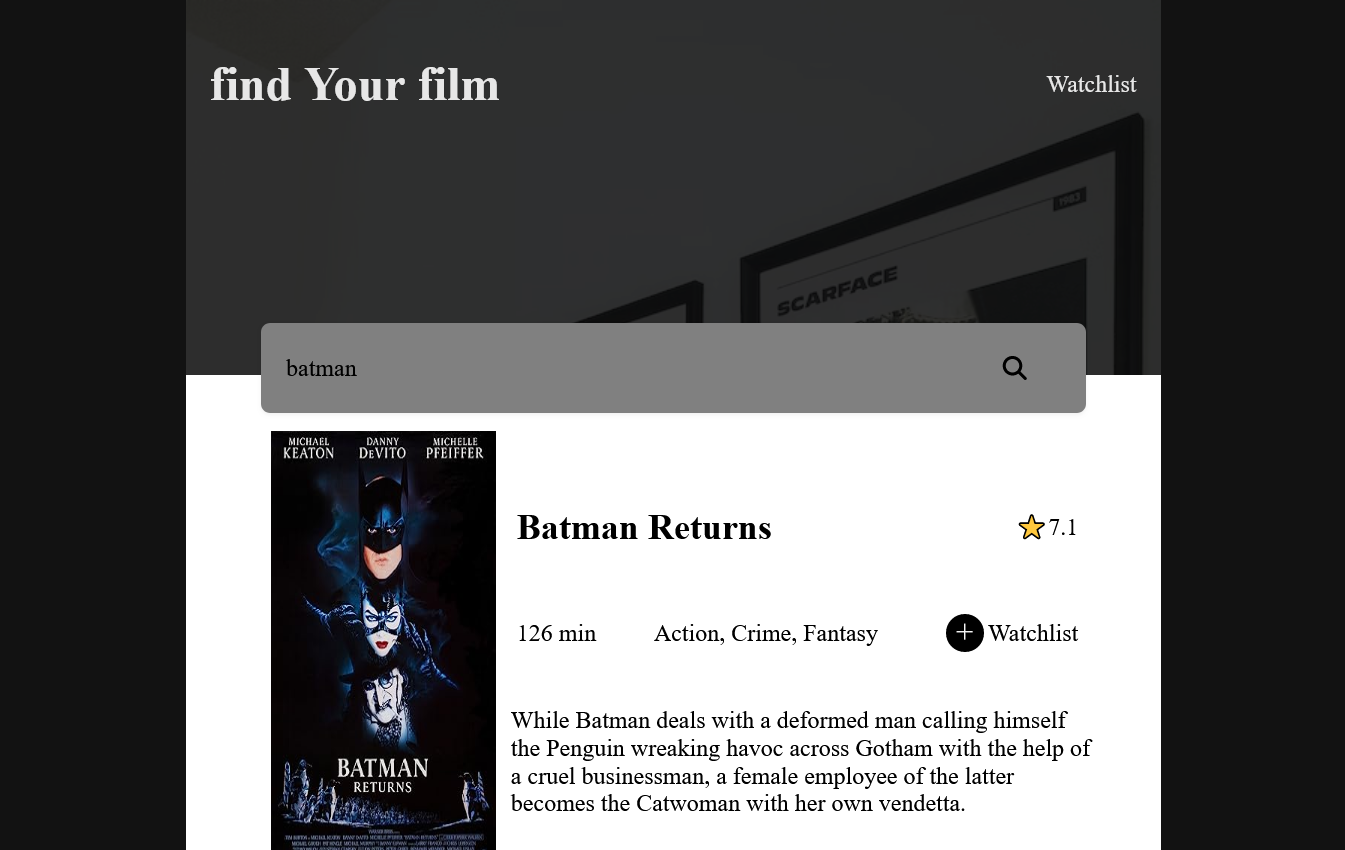 find Your film
Watchlist
1983
SCARFACE
batman
MICHAEL KEATON
DANNY DEVITO
MICHELLE PFEIFFER
Batman Returns
7.1
126 min
Action, Crime, Fantasy
Watchlist
While Batman deals with a deformed man calling himself
the Penguin wreaking havoc across Gotham with the help of
a cruel businessman, a female employee of the latter
becomes the Catwoman with her own vendetta.
BATMAN
RETURNS